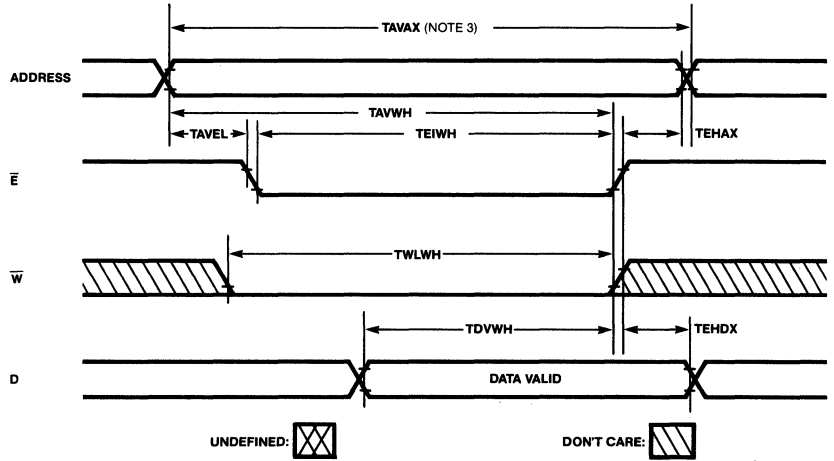 TAVAX (NOTE 3)
ADDRESS
TAVWH
TAVEL TEIWH TEHAX
E̅
TWLWH
W̅
TDVWH TEHDX
D DATA VALID
UNDEFINED: DON'T CARE: